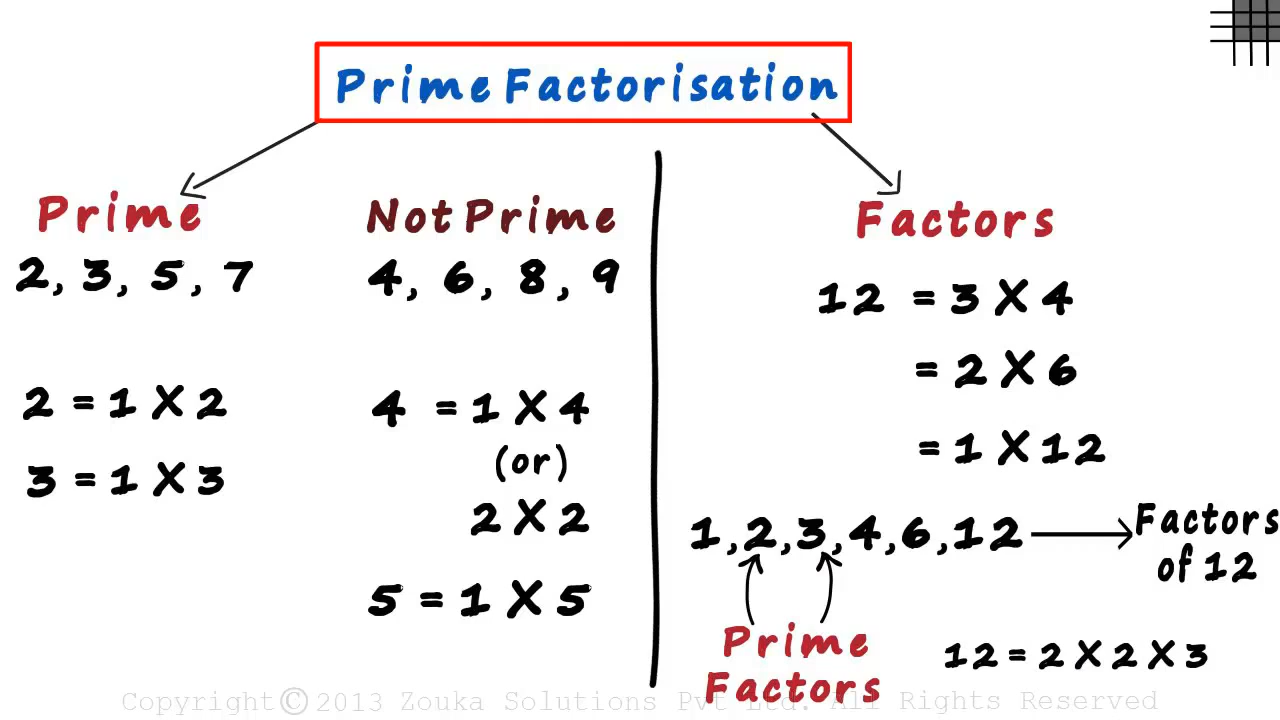 Prime Factorisation
Prime
2, 3, 5, 7
2 = 1 X 2
3 = 1 X 3
Not Prime
4, 6, 8, 9
4 = 1 X 4
(or)
2 X 2
5 = 1 X 5
Factors
12 = 3 X 4
= 2 X 6
= 1 X 12
1, 2, 3, 4, 6, 12
Factors
of 12
Prime
Factors
12 = 2 X 2 X 3
Copyright © 2013 Zouka Solutions Pvt Ltd. All Rights Reserved